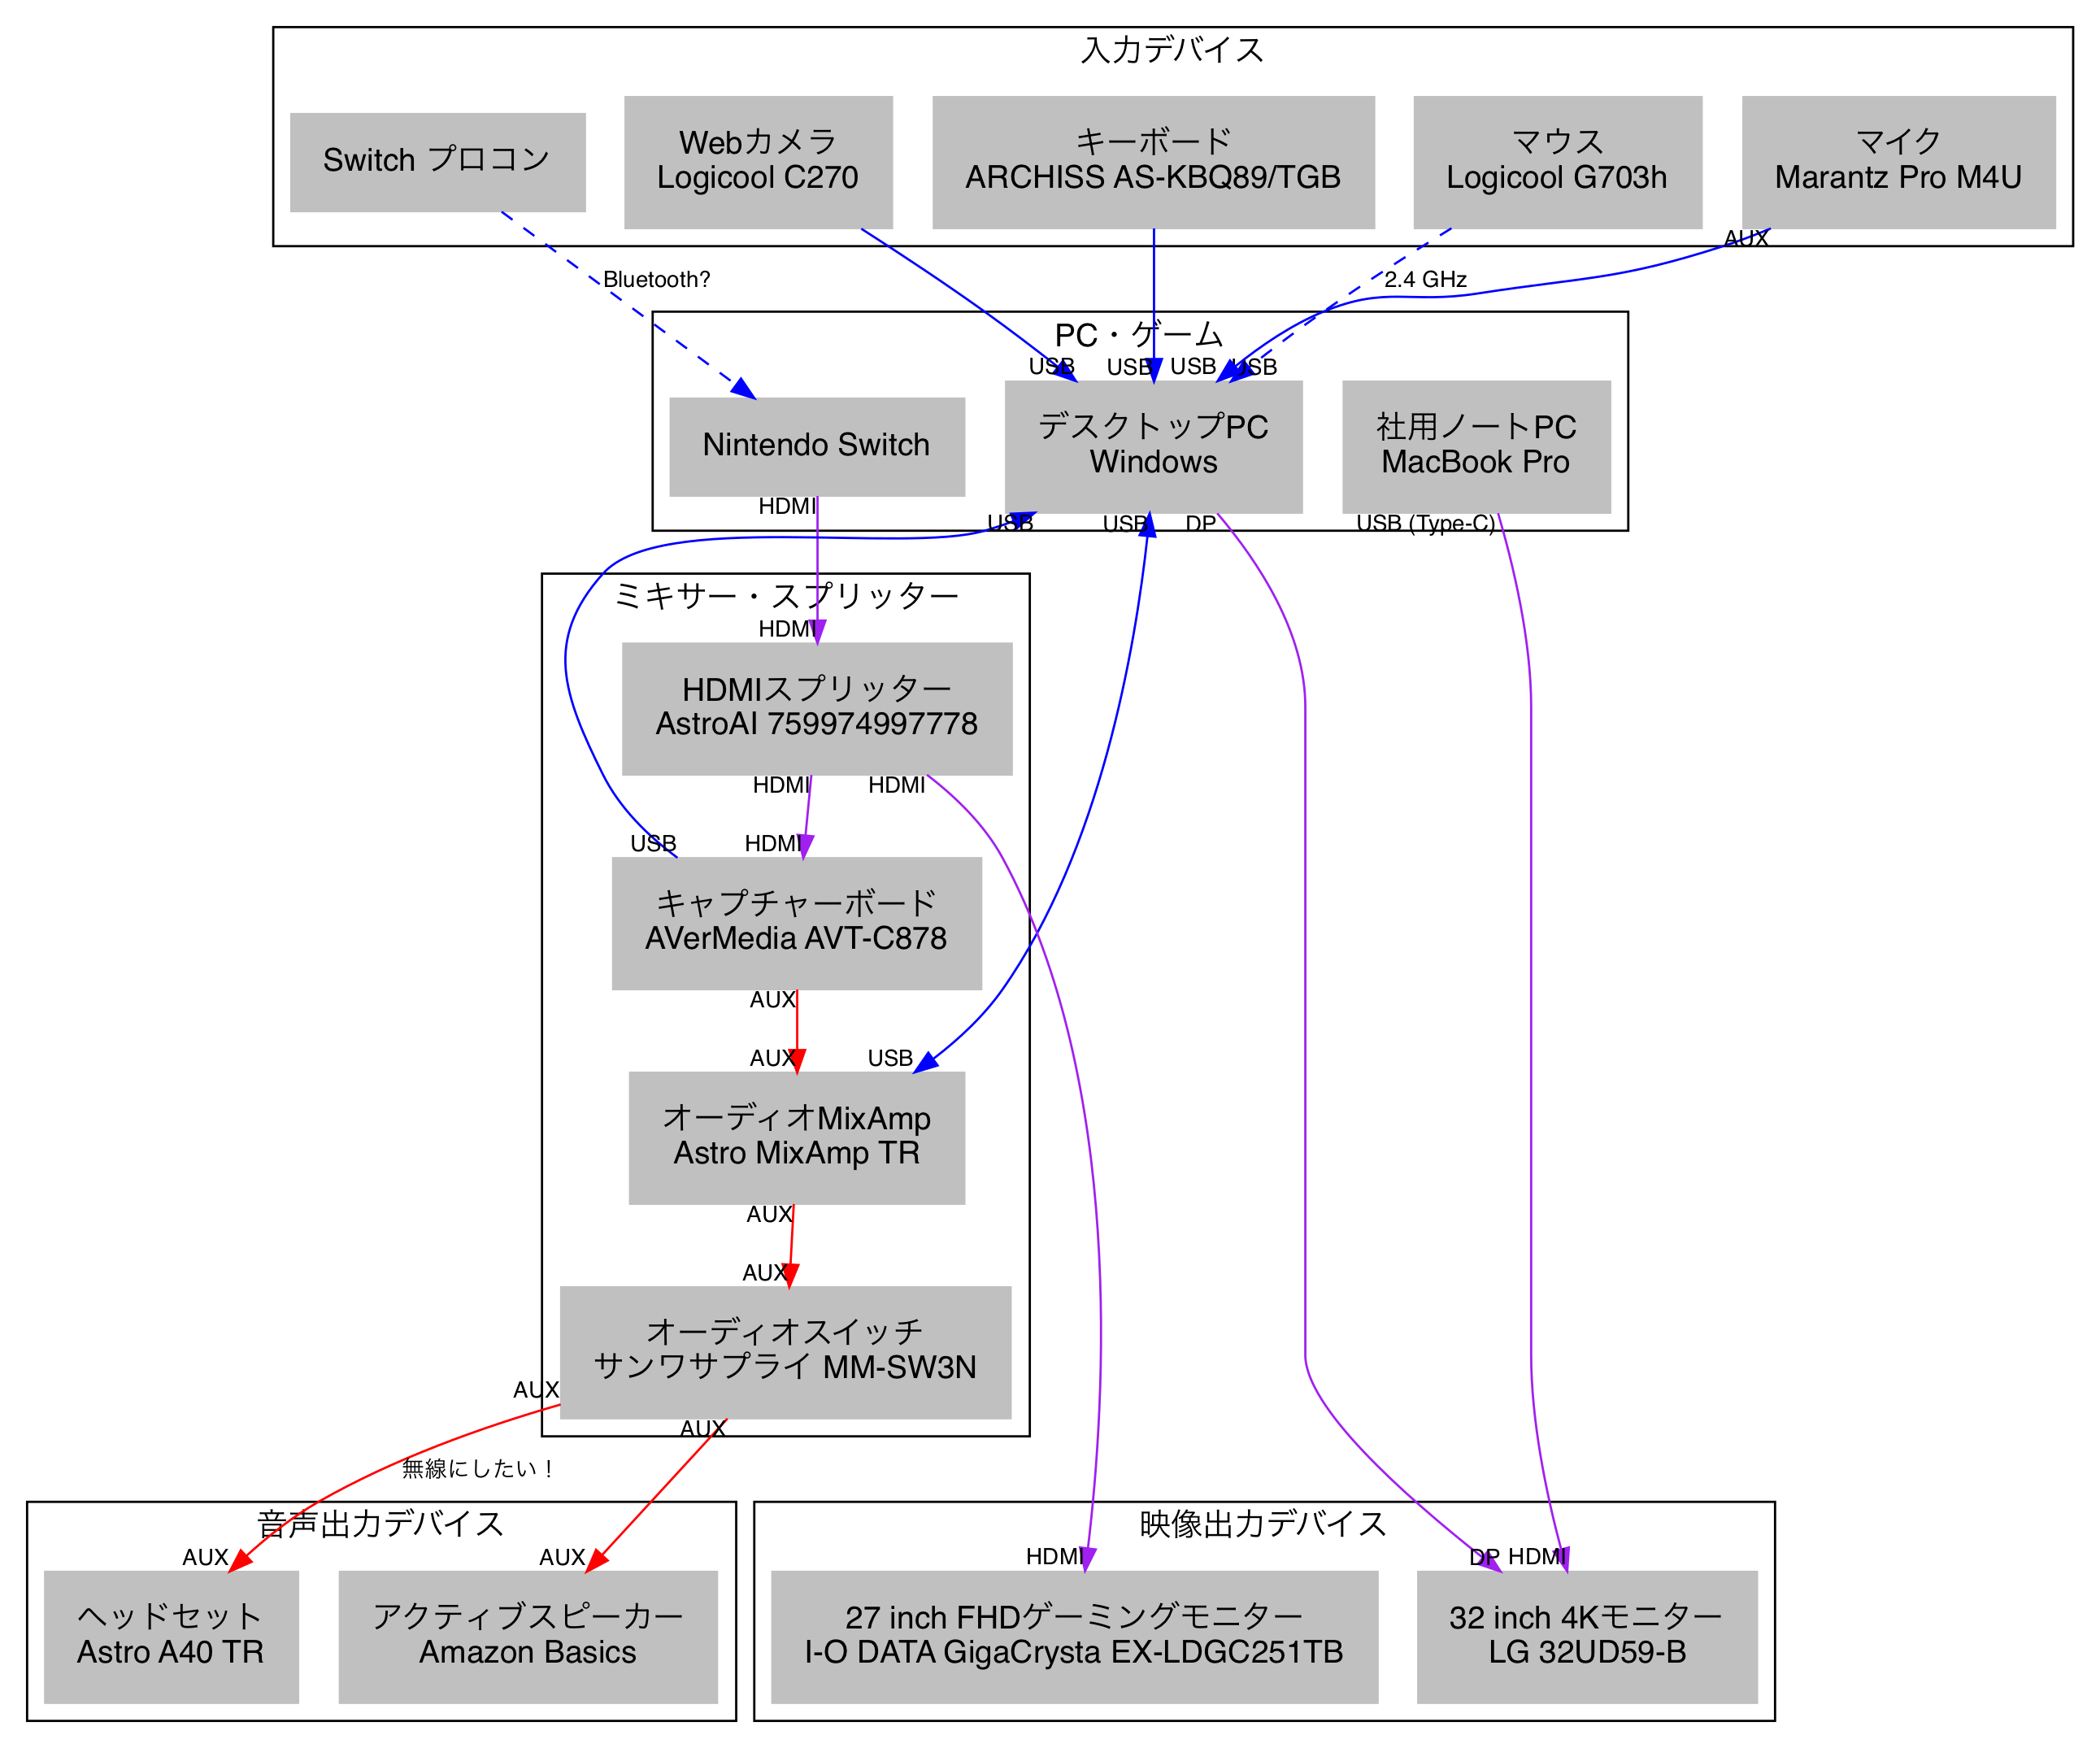 入力デバイス
Switch プロコン
Webカメラ
Logicool C270
キーボード
ARCHISS AS-KBQ89/TGB
マウス
Logicool G703h
マイク
Marantz Pro M4U
AUX
Bluetooth?
2.4 GHz
PC・ゲーム
USB
USB
USB
USB
Nintendo Switch
デスクトップPC
Windows
社用ノートPC
MacBook Pro
HDMI
USB
USB
DP
USB (Type-C)
ミキサー・スプリッター
HDMI
HDMIスプリッター
AstroAI 759974997778
HDMI
HDMI
USB
HDMI
キャプチャーボード
AVerMedia AVT-C878
AUX
AUX
USB
オーディオMixAmp
Astro MixAmp TR
AUX
AUX
オーディオスイッチ
サンワサプライ MM-SW3N
AUX
AUX
無線にしたい！
音声出力デバイス
AUX
AUX
ヘッドセット
Astro A40 TR
アクティブスピーカー
Amazon Basics
映像出力デバイス
HDMI
DP
HDMI
27 inch FHDゲーミングモニター
I-O DATA GigaCrysta EX-LDGC251TB
32 inch 4Kモニター
LG 32UD59-B